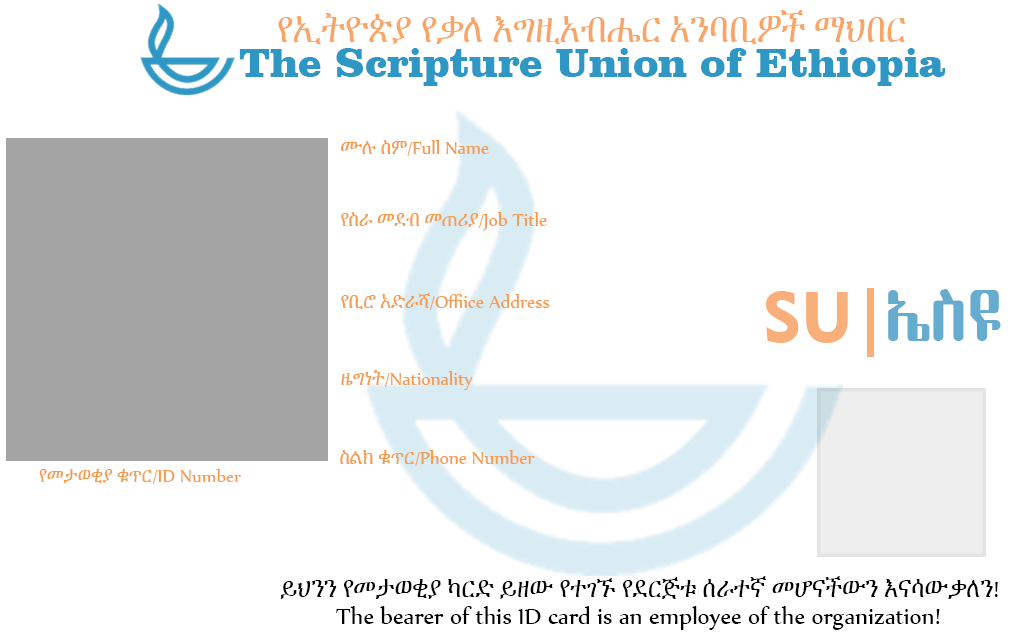 የኢትዮጵያ የቃለ እግዚአብሔር አንባቢዎች ማህበር
The Scripture Union of Ethiopia
ሙሉ ስም/Full Name
የስራ መደብ መጠሪያ/Job Title
የቢሮ አድራሻ/Offiice Address
SU | ኤስዩ
ዜግነት/Nationality
ስልክ ቁጥር/Phone Number
የመታወቂያ ቁጥር/ID Number
ይህንን የመታወቂያ ካርድ ይዘው የተገኙ የደርጅቱ ሰራተኛ መሆናቸውን እናሳውቃለን!
The bearer of this ID card is an employee of the organization!